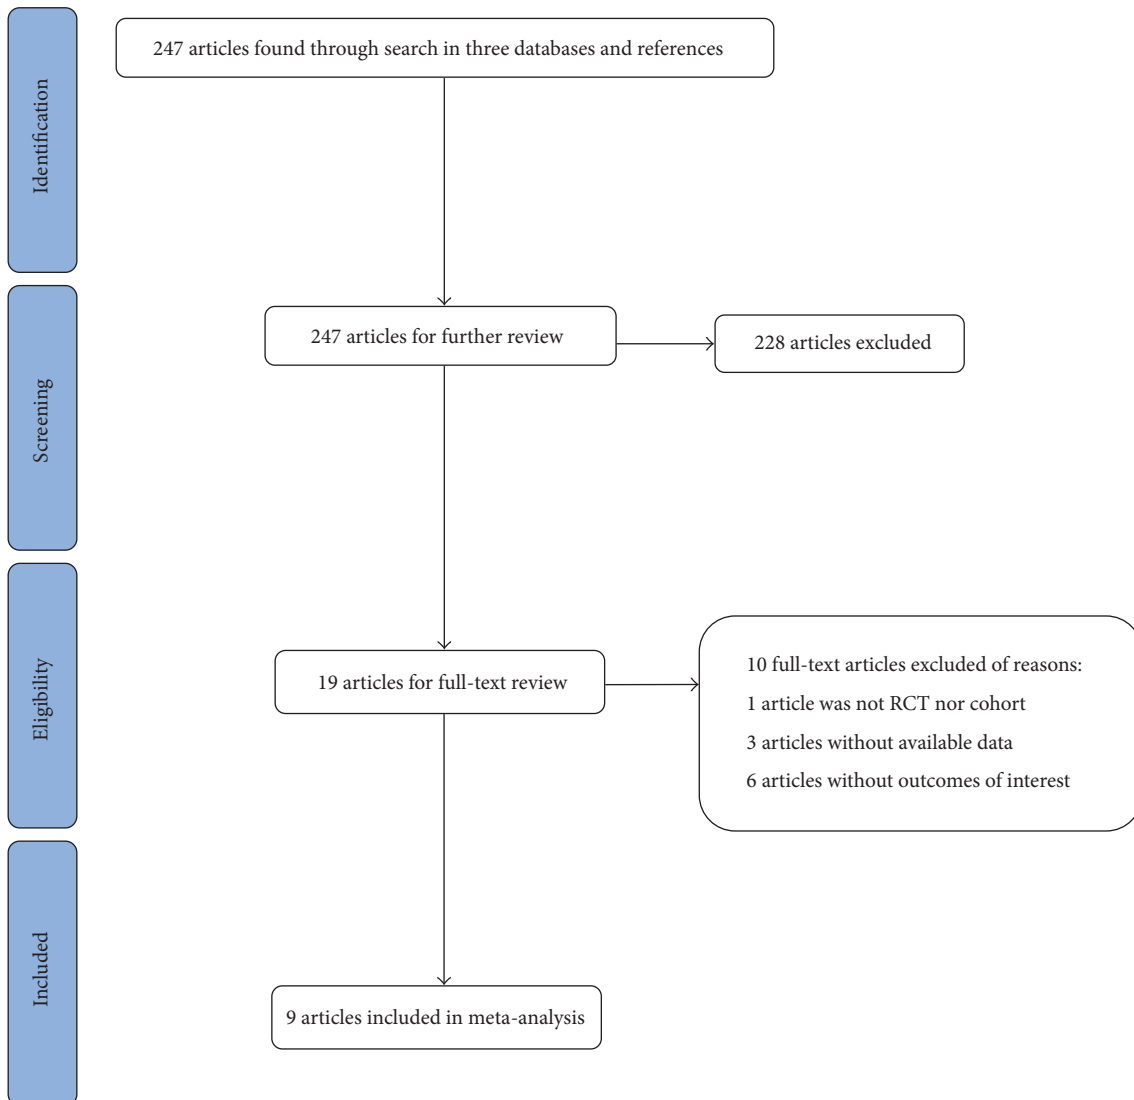 Identification
247 articles found through search in three databases and references
Screening
247 articles for further review
228 articles excluded
Eligibility
19 articles for full-text review
10 full-text articles excluded of reasons:
1 article was not RCT nor cohort
3 articles without available data
6 articles without outcomes of interest
Included
9 articles included in meta-analysis